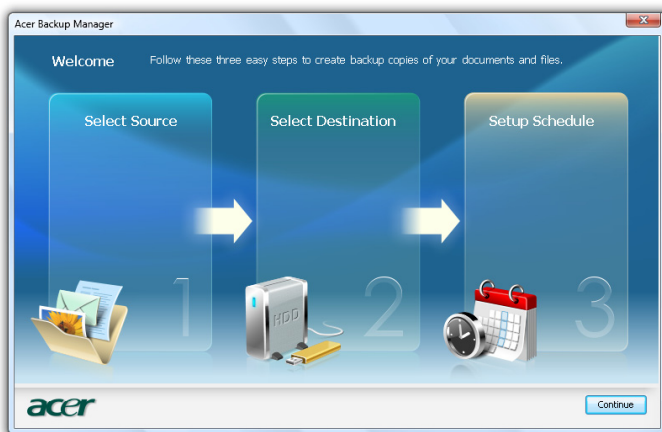 Acer Backup Manager
Welcome Follow these three easy steps to create backup copies of your documents and files.
Select Source
Select Destination
Setup Schedule
HDD
1
2
3
acer
Continue